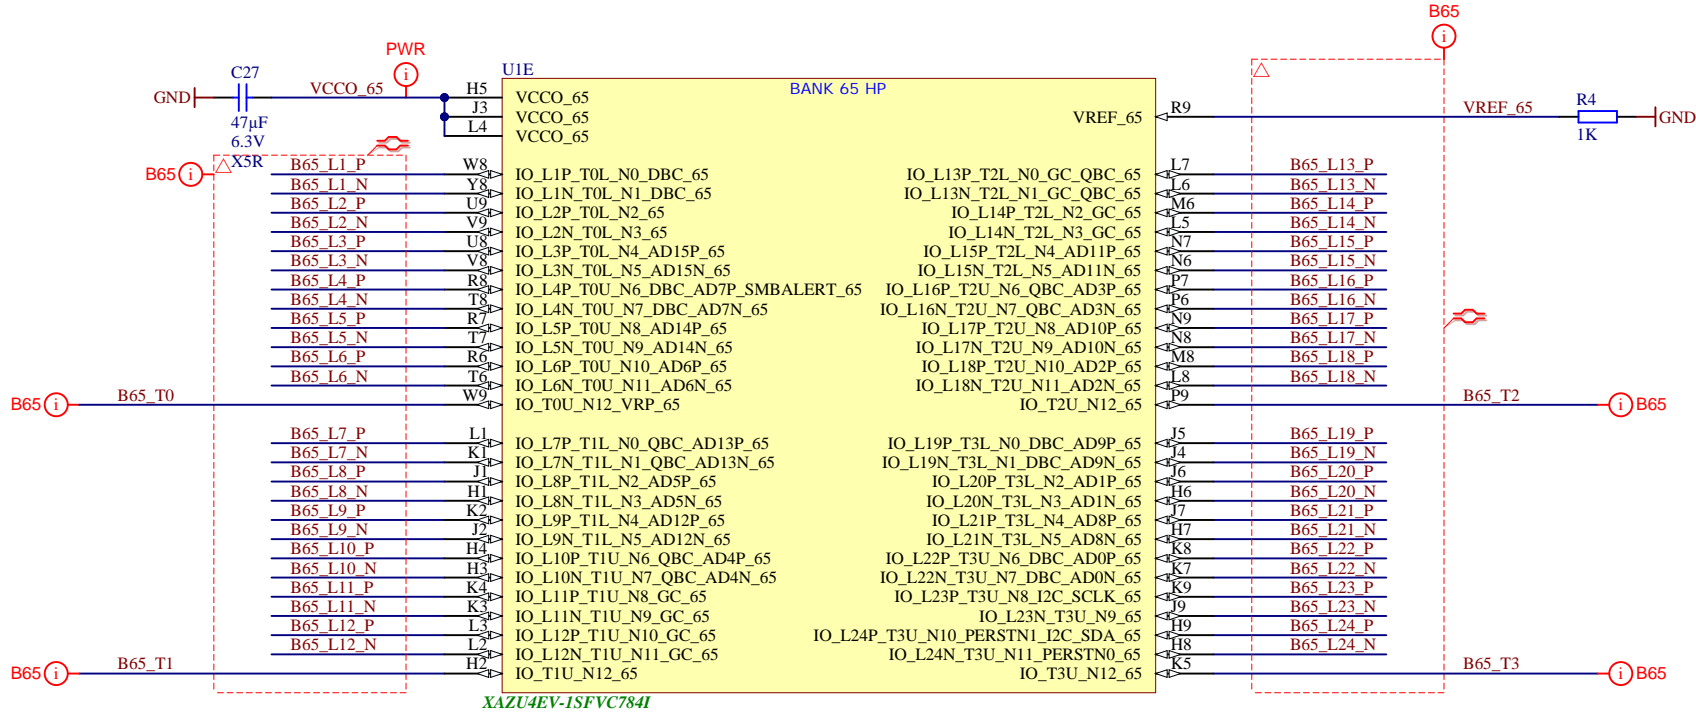 B65
PWR
C27
GND
VCCO_65
47µF
6.3V
X5R
U1E
BANK 65 HP
H5 VCCO_65
J3 VCCO_65
L4 VCCO_65
VREF_65 R9 VREF_65
R4
1K
GND
B65
B65_L1_P W8 IO_L1P_T0L_N0_DBC_65
B65_L1_N Y8 IO_L1N_T0L_N1_DBC_65
B65_L2_P U9 IO_L2P_T0L_N2_65
B65_L2_N V9 IO_L2N_T0L_N3_65
B65_L3_P U8 IO_L3P_T0L_N4_AD15P_65
B65_L3_N V8 IO_L3N_T0L_N5_AD15N_65
B65_L4_P R8 IO_L4P_T0U_N6_DBC_AD7P_SMBALERT_65
B65_L4_N T8 IO_L4N_T0U_N7_DBC_AD7N_65
B65_L5_P R7 IO_L5P_T0U_N8_AD14P_65
B65_L5_N T7 IO_L5N_T0U_N9_AD14N_65
B65_L6_P R6 IO_L6P_T0U_N10_AD6P_65
B65_L6_N T6 IO_L6N_T0U_N11_AD6N_65
B65 B65_T0 W9 IO_T0U_N12_VRP_65
B65_L7_P L1 IO_L7P_T1L_N0_QBC_AD13P_65
B65_L7_N K1 IO_L7N_T1L_N1_QBC_AD13N_65
B65_L8_P J1 IO_L8P_T1L_N2_AD5P_65
B65_L8_N H1 IO_L8N_T1L_N3_AD5N_65
B65_L9_P K2 IO_L9P_T1L_N4_AD12P_65
B65_L9_N J2 IO_L9N_T1L_N5_AD12N_65
B65_L10_P H4 IO_L10P_T1U_N6_QBC_AD4P_65
B65_L10_N H3 IO_L10N_T1U_N7_QBC_AD4N_65
B65_L11_P K4 IO_L11P_T1U_N8_GC_65
B65_L11_N K3 IO_L11N_T1U_N9_GC_65
B65_L12_P L3 IO_L12P_T1U_N10_GC_65
B65_L12_N L2 IO_L12N_T1U_N11_GC_65
B65 B65_T1 H2 IO_T1U_N12_65
IO_L13P_T2L_N0_GC_QBC_65 L7 B65_L13_P
IO_L13N_T2L_N1_GC_QBC_65 L6 B65_L13_N
IO_L14P_T2L_N2_GC_65 M6 B65_L14_P
IO_L14N_T2L_N3_GC_65 L5 B65_L14_N
IO_L15P_T2L_N4_AD11P_65 N7 B65_L15_P
IO_L15N_T2L_N5_AD11N_65 N6 B65_L15_N
IO_L16P_T2U_N6_QBC_AD3P_65 P7 B65_L16_P
IO_L16N_T2U_N7_QBC_AD3N_65 P6 B65_L16_N
IO_L17P_T2U_N8_AD10P_65 N9 B65_L17_P
IO_L17N_T2U_N9_AD10N_65 N8 B65_L17_N
IO_L18P_T2U_N10_AD2P_65 M8 B65_L18_P
IO_L18N_T2U_N11_AD2N_65 L8 B65_L18_N
IO_T2U_N12_65 P9 B65_T2 B65
IO_L19P_T3L_N0_DBC_AD9P_65 J5 B65_L19_P
IO_L19N_T3L_N1_DBC_AD9N_65 J4 B65_L19_N
IO_L20P_T3L_N2_AD1P_65 J6 B65_L20_P
IO_L20N_T3L_N3_AD1N_65 H6 B65_L20_N
IO_L21P_T3L_N4_AD8P_65 J7 B65_L21_P
IO_L21N_T3L_N5_AD8N_65 H7 B65_L21_N
IO_L22P_T3U_N6_DBC_AD0P_65 K8 B65_L22_P
IO_L22N_T3U_N7_DBC_AD0N_65 K7 B65_L22_N
IO_L23P_T3U_N8_I2C_SCLK_65 K9 B65_L23_P
IO_L23N_T3U_N9_65 J9 B65_L23_N
IO_L24P_T3U_N10_PERSTN1_I2C_SDA_65 H9 B65_L24_P
IO_L24N_T3U_N11_PERSTN0_65 H8 B65_L24_N
IO_T3U_N12_65 K5 B65_T3 B65
XAZU4EV-1SFVC784I